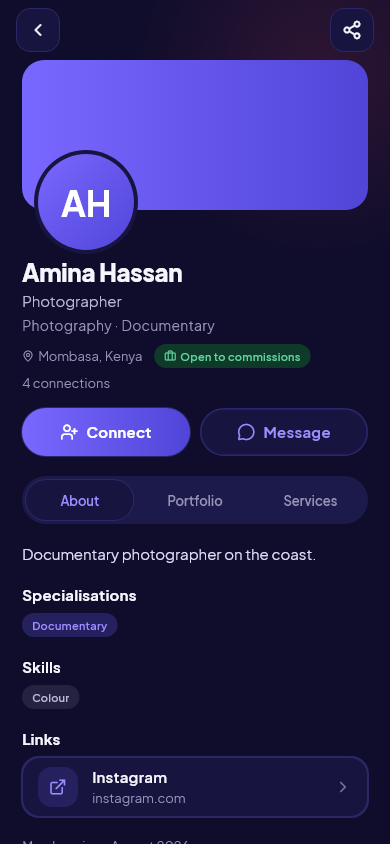 AH
Amina Hassan
Photographer
Photography · Documentary
Mombasa, Kenya
Open to commissions
4 connections
Connect
Message
About
Portfolio
Services
Documentary photographer on the coast.
Specialisations
Documentary
Skills
Colour
Links
Instagram
instagram.com